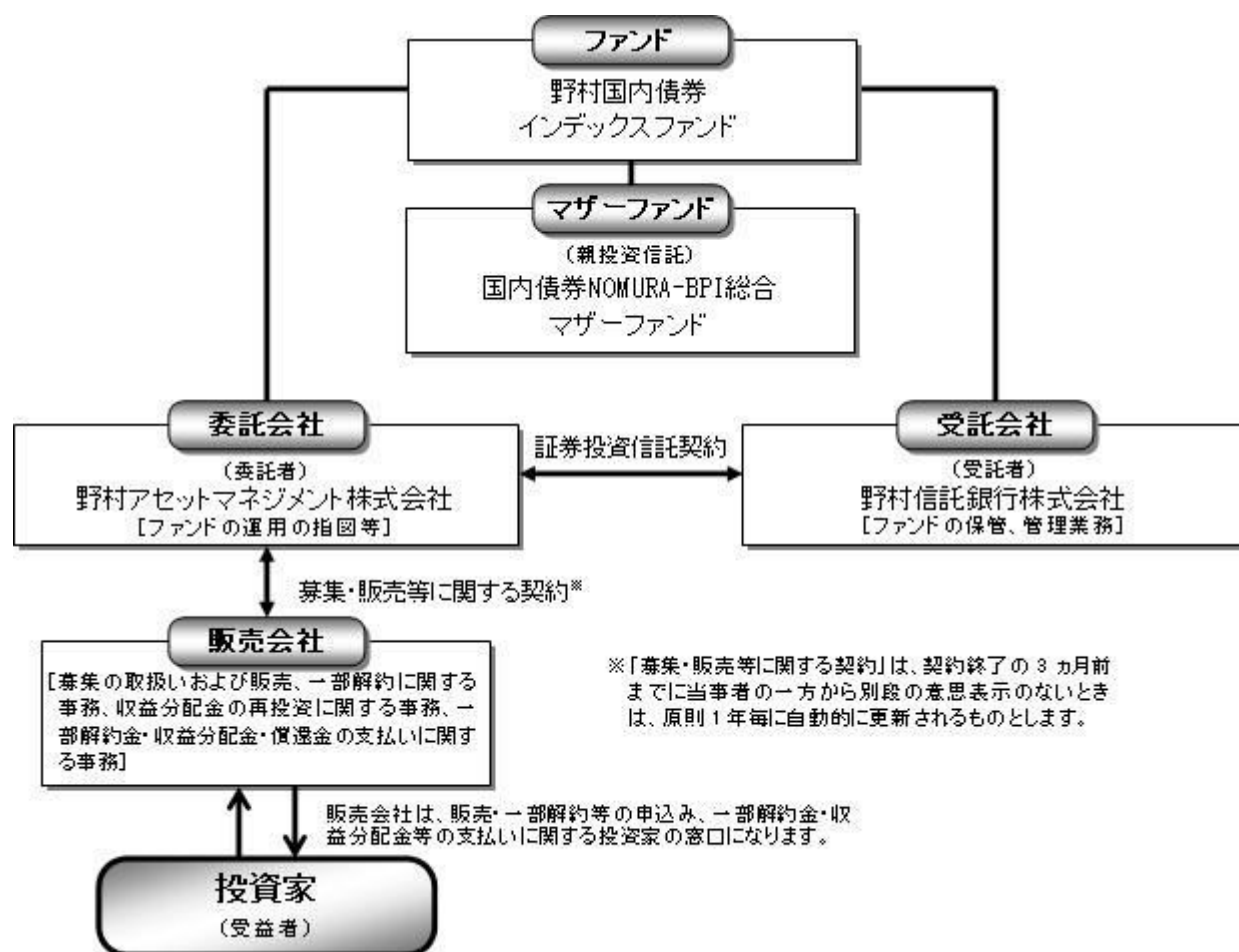 ファンド
野村国内債券
インデックスファンド
マザーファンド
(親投資信託)
国内債券NOMURA-BPI総合
マザーファンド
委託会社
(委託者)
野村アセットマネジメント株式会社
[ファンドの運用の指図等]
証券投資信託契約
受託会社
(受託者)
野村信託銀行株式会社
[ファンドの保管、管理業務]
募集・販売等に関する契約※
販売会社
[募集の取扱いおよび販売、一部解約に関する
事務、収益分配金の再投資に関する事務、一
部解約金・収益分配金・償還金の支払いに関す
る事務]
※「募集・販売等に関する契約」は、契約終了の3ヵ月前
までに当事者の一方から別段の意思表示のないとき
は、原則1年毎に自動的に更新されるものとします。
販売会社は、販売・一部解約等の申込み、一部解約金・収
益分配金等の支払いに関する投資家の窓口になります。
投資家
(受益者)